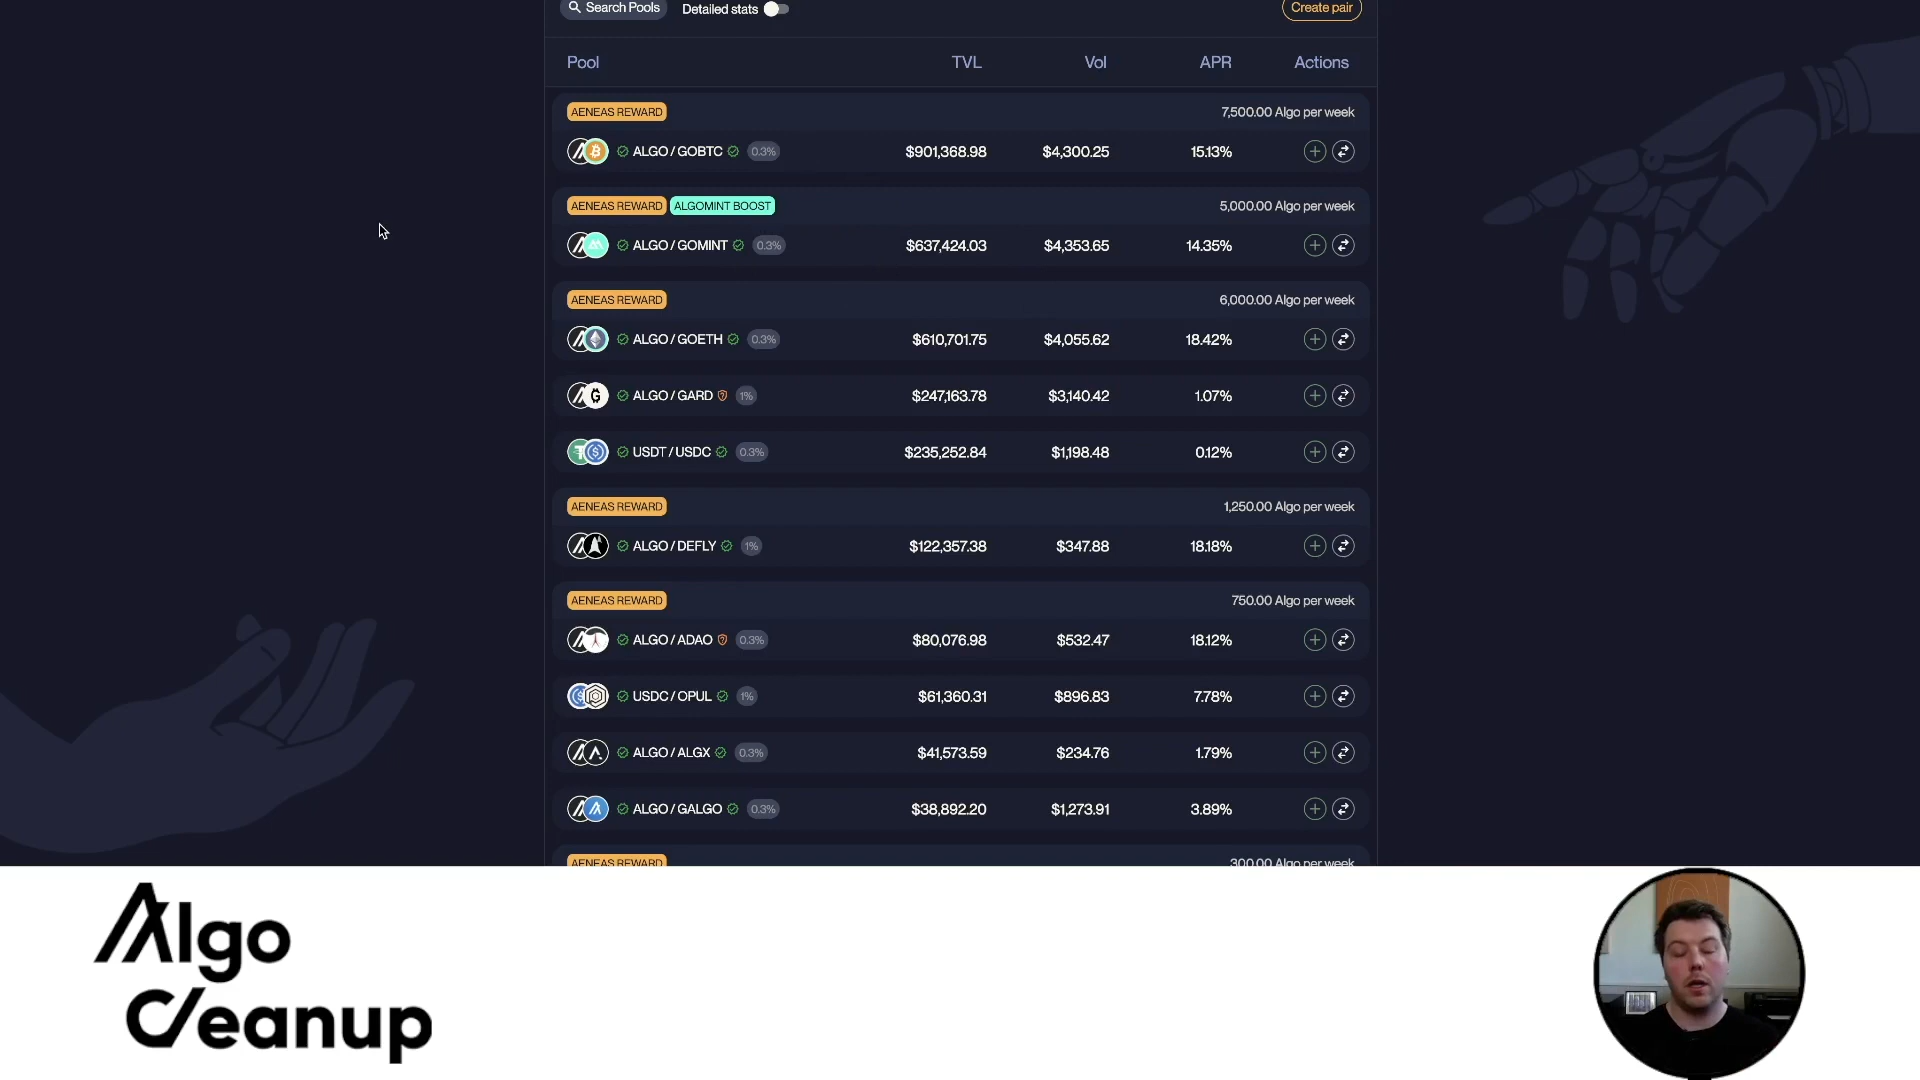 Search Pools Detailed stats Create pair
Pool TVL Vol APR Actions
AENEAS REWARD 7,500.00 Algo per week
ALGO / GOBTC 0.3% $901,368.98 $4,300.25 15.13%
AENEAS REWARD ALGOMINT BOOST 5,000.00 Algo per week
ALGO / GOMINT 0.3% $637,424.03 $4,353.65 14.35%
AENEAS REWARD 6,000.00 Algo per week
ALGO / GOETH 0.3% $610,701.75 $4,055.62 18.42%
ALGO / GARD 1% $247,163.78 $3,140.42 1.07%
USDT / USDC 0.3% $235,252.84 $1,198.48 0.12%
AENEAS REWARD 1,250.00 Algo per week
ALGO / DEFLY 1% $122,357.38 $347.88 18.18%
AENEAS REWARD 750.00 Algo per week
ALGO / ADAO 0.3% $80,076.98 $532.47 18.12%
USDC / OPUL 1% $61,360.31 $896.83 7.78%
ALGO / ALGX 0.3% $41,573.59 $234.76 1.79%
ALGO / GALGO 0.3% $38,892.20 $1,273.91 3.89%
AENEAS REWARD 300.00 Algo per week
Algo
Cleanup